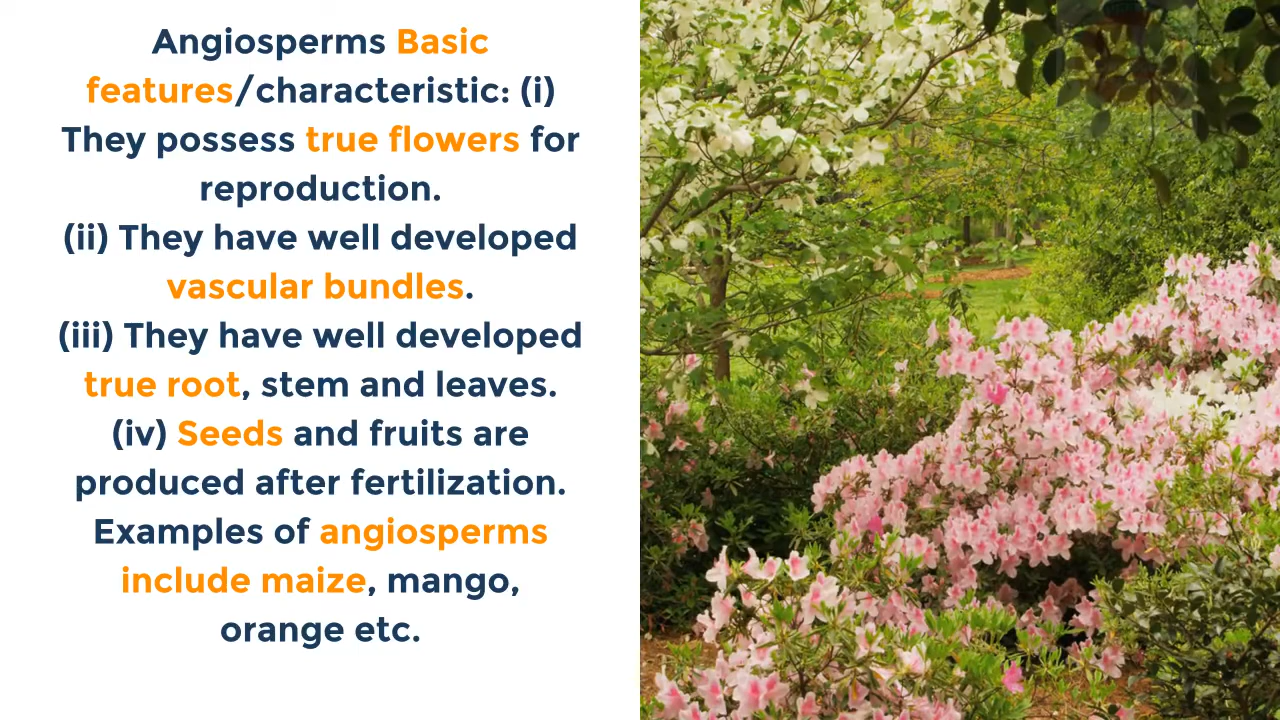 Angiosperms Basic
features/characteristic: (i)
They possess true flowers for
reproduction.
(ii) They have well developed
vascular bundles.
(iii) They have well developed
true root, stem and leaves.
(iv) Seeds and fruits are
produced after fertilization.
Examples of angiosperms
include maize, mango,
orange etc.